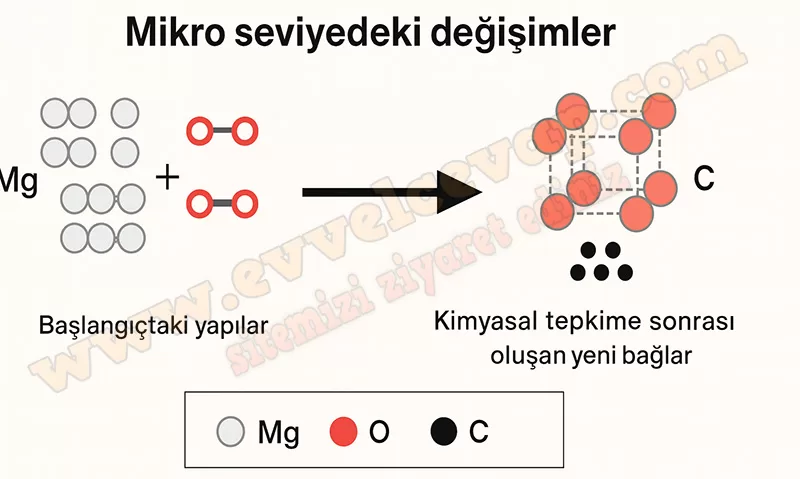 Mikro seviyedeki değişimler
Mg
+
C
Başlangıçtaki yapılar
Kimyasal tepkime sonrası
oluşan yeni bağlar
Mg O C
www.evvelcevap.com
sitemizi ziyaret ediniz